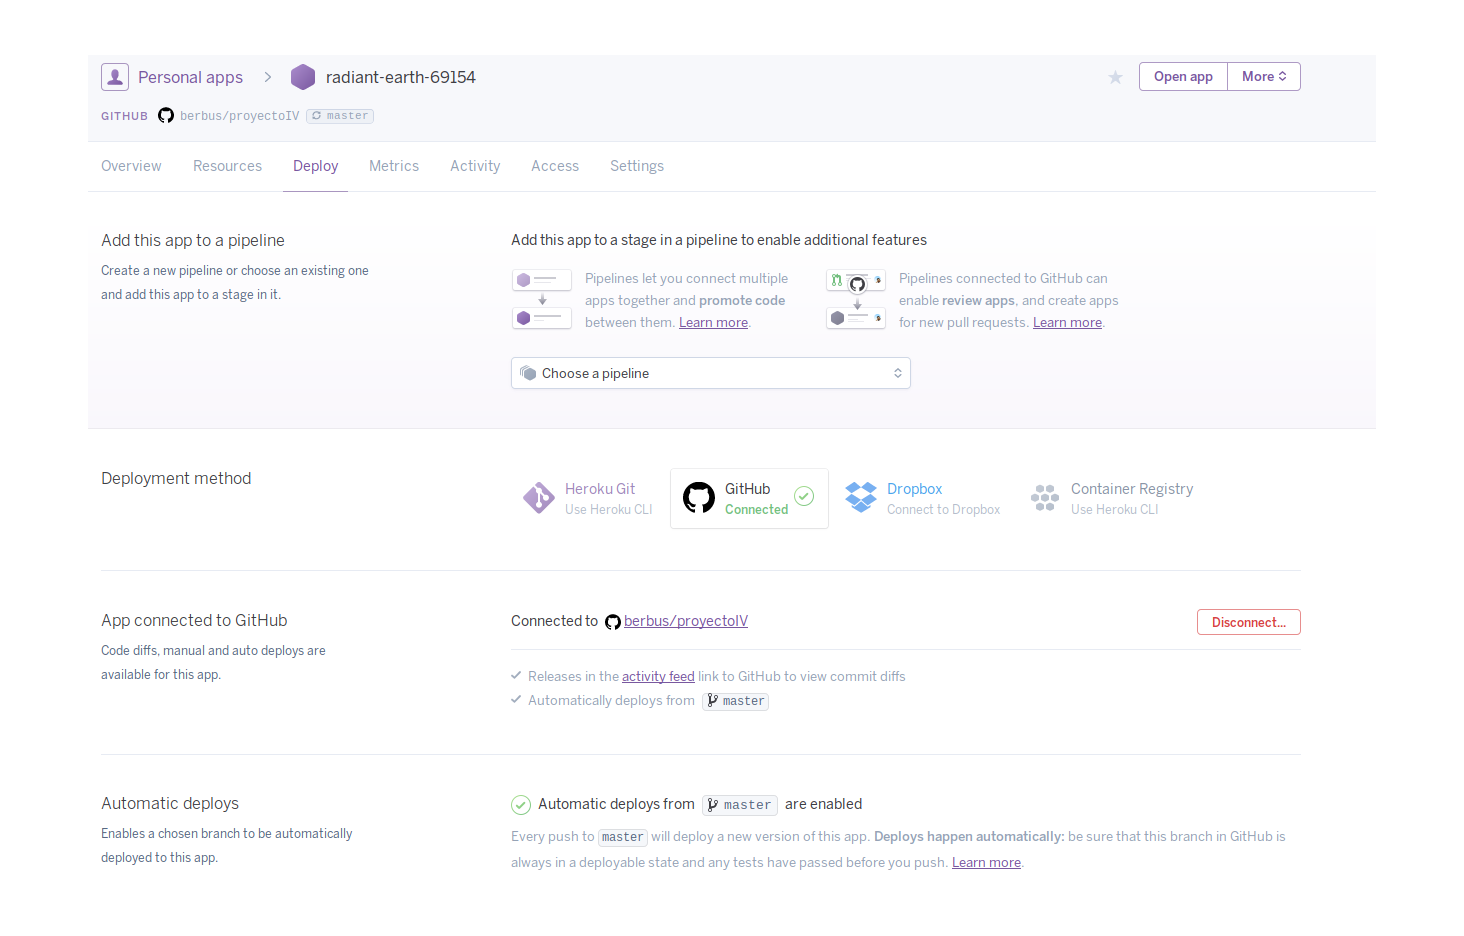 Personal apps > radiant-earth-69154
Open app More
GITHUB berbus/proyectoIV master
Overview Resources Deploy Metrics Activity Access Settings
Add this app to a pipeline
Create a new pipeline or choose an existing one
and add this app to a stage in it.
Add this app to a stage in a pipeline to enable additional features
Pipelines let you connect multiple
apps together and promote code
between them. Learn more.
Pipelines connected to GitHub can
enable review apps, and create apps
for new pull requests. Learn more.
Choose a pipeline
Deployment method
Heroku Git
Use Heroku CLI
GitHub
Connected
Dropbox
Connect to Dropbox
Container Registry
Use Heroku CLI
App connected to GitHub
Code diffs, manual and auto deploys are
available for this app.
Connected to berbus/proyectoIV
Disconnect...
Releases in the activity feed link to GitHub to view commit diffs
Automatically deploys from master
Automatic deploys
Enables a chosen branch to be automatically
deployed to this app.
Automatic deploys from master are enabled
Every push to master will deploy a new version of this app. Deploys happen automatically: be sure that this branch in GitHub is
always in a deployable state and any tests have passed before you push. Learn more.